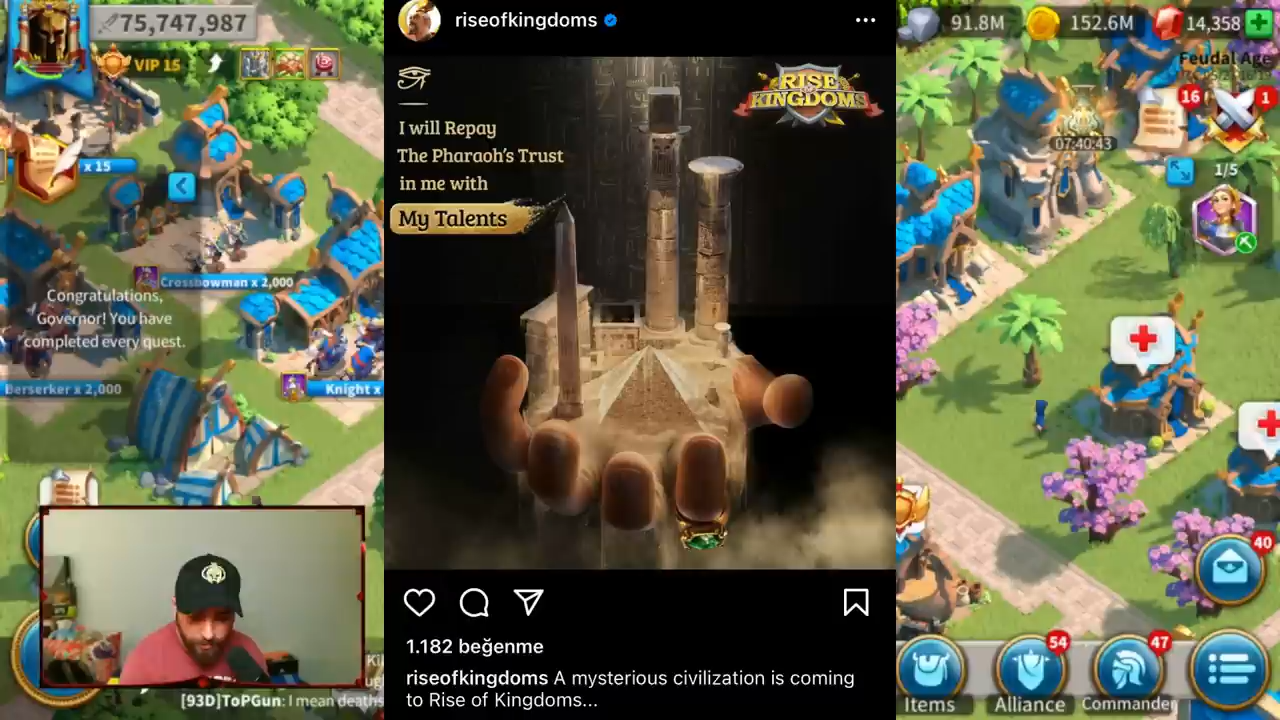 75,747,987
VIP 15
x 15
Crossbowman x 2,000
Congratulations,
Governor! You have
completed every quest.
Berserker x 2,000
Knight x
[93D]ToPGun: I mean deaths
riseofkingdoms
I will Repay
The Pharaoh's Trust
in me with
My Talents
RISE
OF
KINGDOMS
1.182 beğenme
riseofkingdoms A mysterious civilization is coming
to Rise of Kingdoms...
91.8M
152.6M
14,358
Feudal Age
16
1
07:40:43
1/5
40
54
47
Items
Alliance
Commander